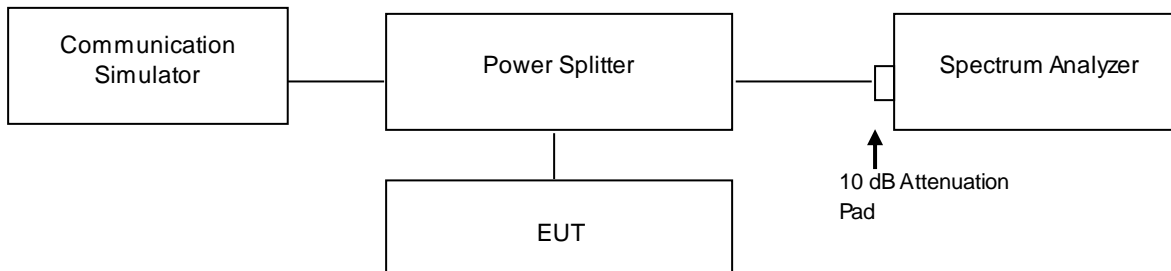 Communication
Simulator
Power Splitter
Spectrum Analyzer
10 dB Attenuation
Pad
EUT